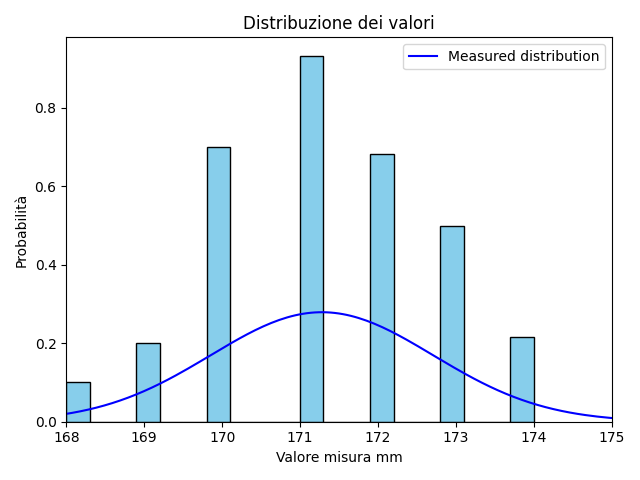 Distribuzione dei valori
Measured distribution
Probabilità
0.8
0.6
0.4
0.2
0.0
168 169 170 171 172 173 174 175
Valore misura mm